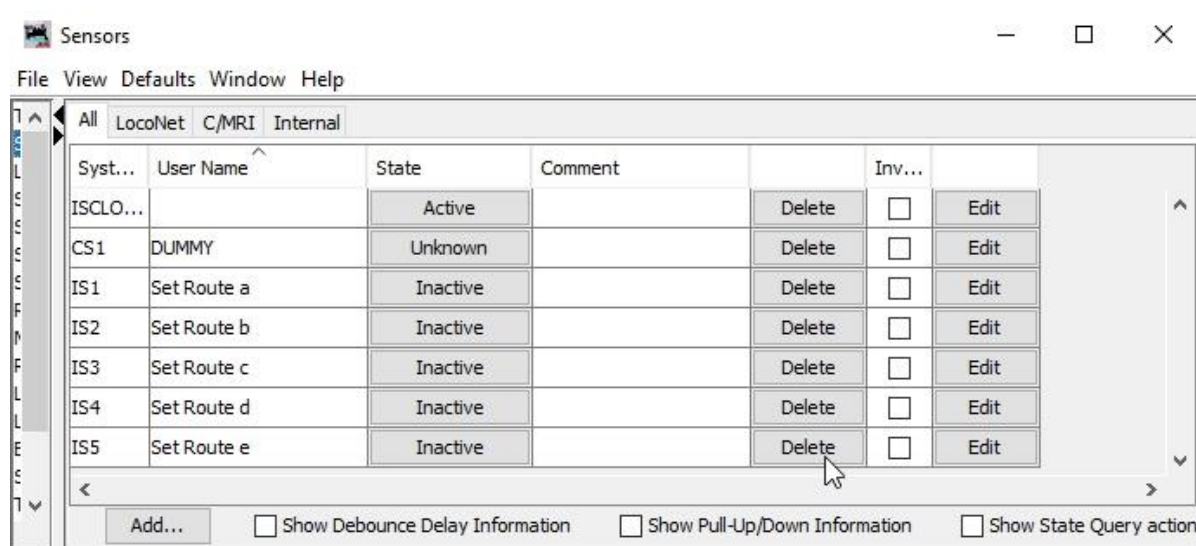 Sensors
File View Defaults Window Help
All LocoNet C/MRI Internal
Syst... User Name State Comment Inv...
ISCLO... Active Delete Edit
CS1 DUMMY Unknown Delete Edit
IS1 Set Route a Inactive Delete Edit
IS2 Set Route b Inactive Delete Edit
IS3 Set Route c Inactive Delete Edit
IS4 Set Route d Inactive Delete Edit
IS5 Set Route e Inactive Delete Edit
Add... Show Debounce Delay Information Show Pull-Up/Down Information Show State Query action